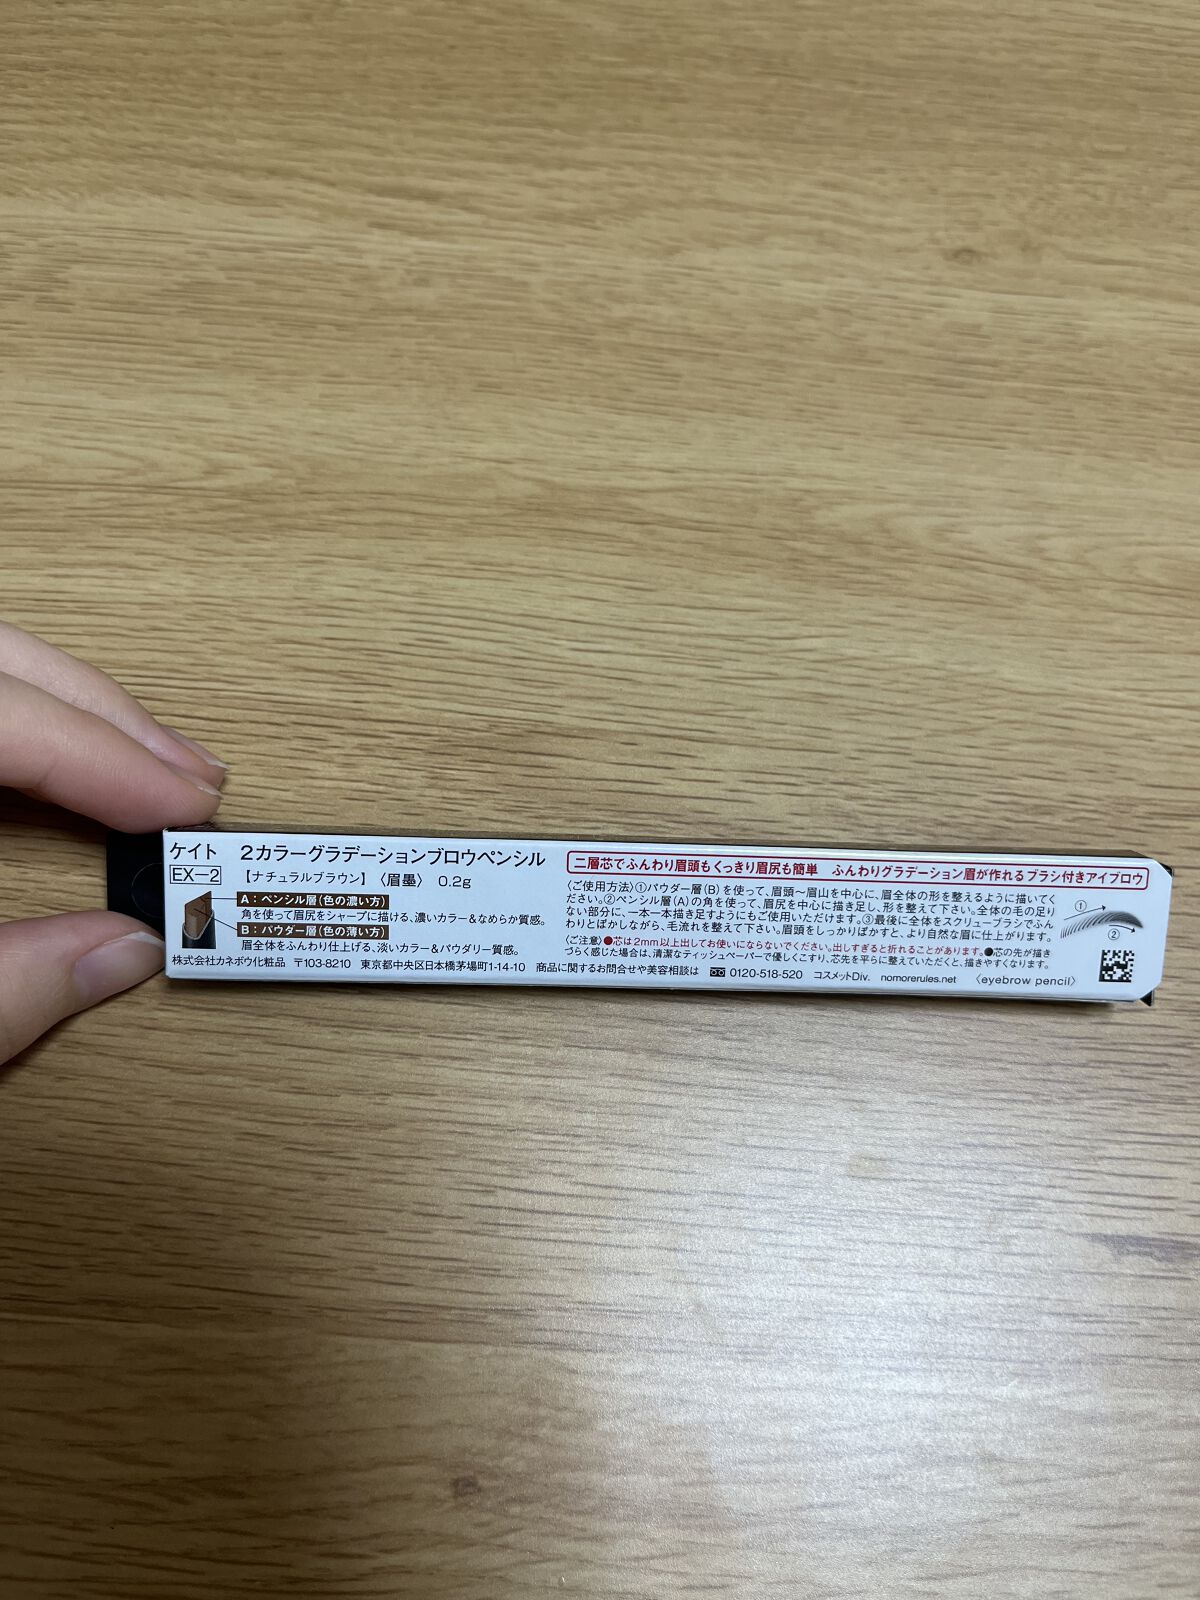 ケイト 2カラーグラデーションブロウペンシル
EX-2
【ナチュラルブラウン】〈眉墨〉 0.2g
A:ペンシル層(色の濃い方)
角を使って眉尻をシャープに描ける、濃いカラー&なめらか質感。
B:パウダー層(色の薄い方)
眉全体をふんわり仕上げる、淡いカラー&パウダリー質感。
二層芯でふんわり眉頭もくっきり眉尻も簡単 ふんわりグラデーション眉が作れるブラシ付きアイブロウ
〈ご使用方法〉①パウダー層(B)を使って、眉頭〜眉山を中心に、眉全体の形を整えるように描いてく
ださい。②ペンシル層(A)の角を使って、眉尻を中心に描き足し、形を整えて下さい。全体の毛の足り
ない部分に、一本一本描き足すようにもご使用いただけます。③最後に全体をスクリューブラシでふん
わりとぼかしながら、毛流れを整えて下さい。眉頭をしっかりぼかすと、より自然な眉に仕上がります。
〈ご注意〉●芯は2mm以上出してお使いにならないでください。出しすぎると折れることがあります。●芯の先が描き
づらく感じた場合は、清潔なティッシュペーパーで優しくこすり、芯先を平らに整えていただくと、描きやすくなります。
① 
②
株式会社カネボウ化粧品 〒103-8210 東京都中央区日本橋茅場町1-14-10 商品に関するお問合せや美容相談は 0120-518-520 コスメットDiv. nomorerules.net 〈eyebrow pencil〉